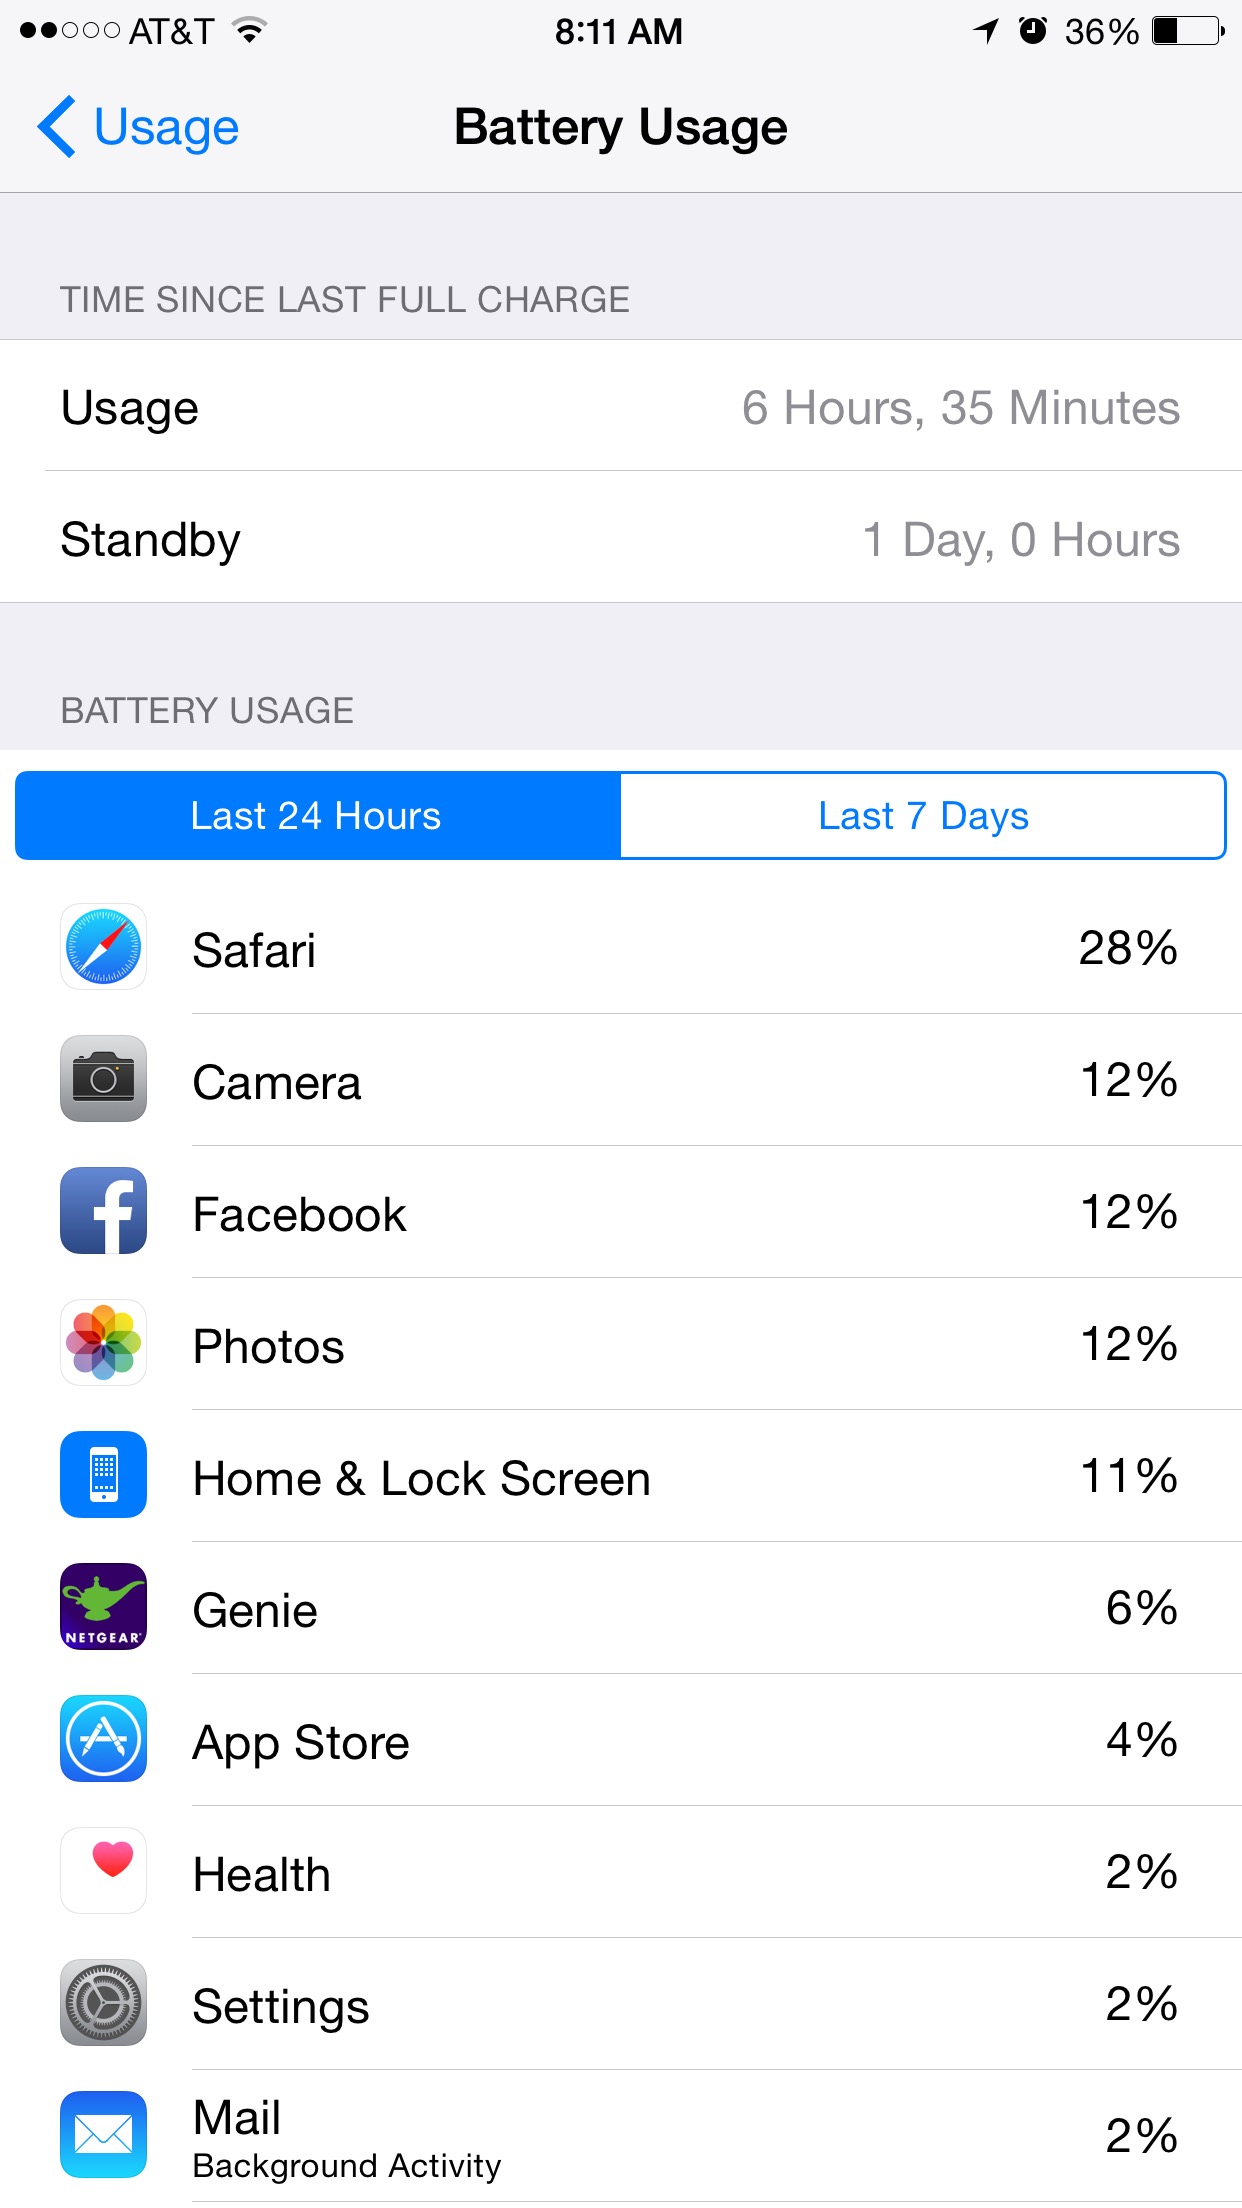 AT&T 8:11 AM 36%
Usage Battery Usage
TIME SINCE LAST FULL CHARGE
Usage 6 Hours, 35 Minutes
Standby 1 Day, 0 Hours
BATTERY USAGE
Last 24 Hours Last 7 Days
Safari 28%
Camera 12%
Facebook 12%
Photos 12%
Home & Lock Screen 11%
NETGEAR Genie 6%
App Store 4%
Health 2%
Settings 2%
Mail 2%
Background Activity